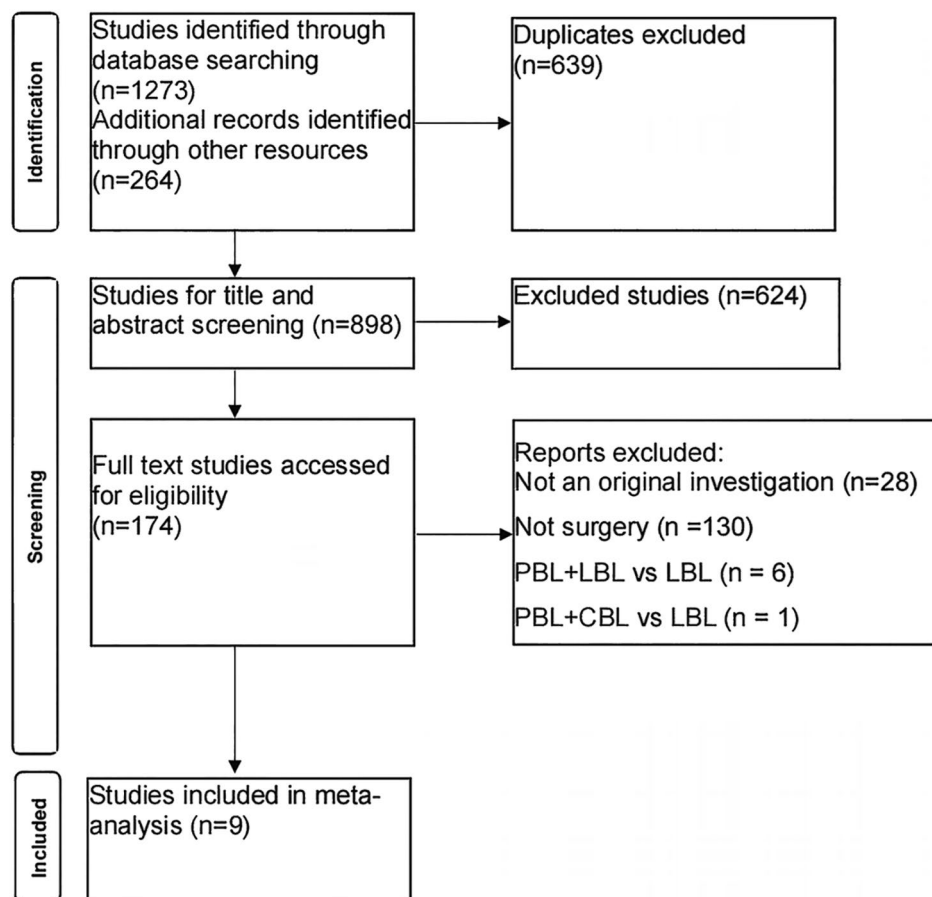 Identification
Studies identified through
database searching
(n=1273)
Additional records identified
through other resources
(n=264)
Duplicates excluded
(n=639)
Screening
Studies for title and
abstract screening (n=898)
Excluded studies (n=624)
Full text studies accessed
for eligibility
(n=174)
Reports excluded:
Not an original investigation (n=28)
Not surgery (n =130)
PBL+LBL vs LBL (n = 6)
PBL+CBL vs LBL (n = 1)
Included
Studies included in meta-
analysis (n=9)